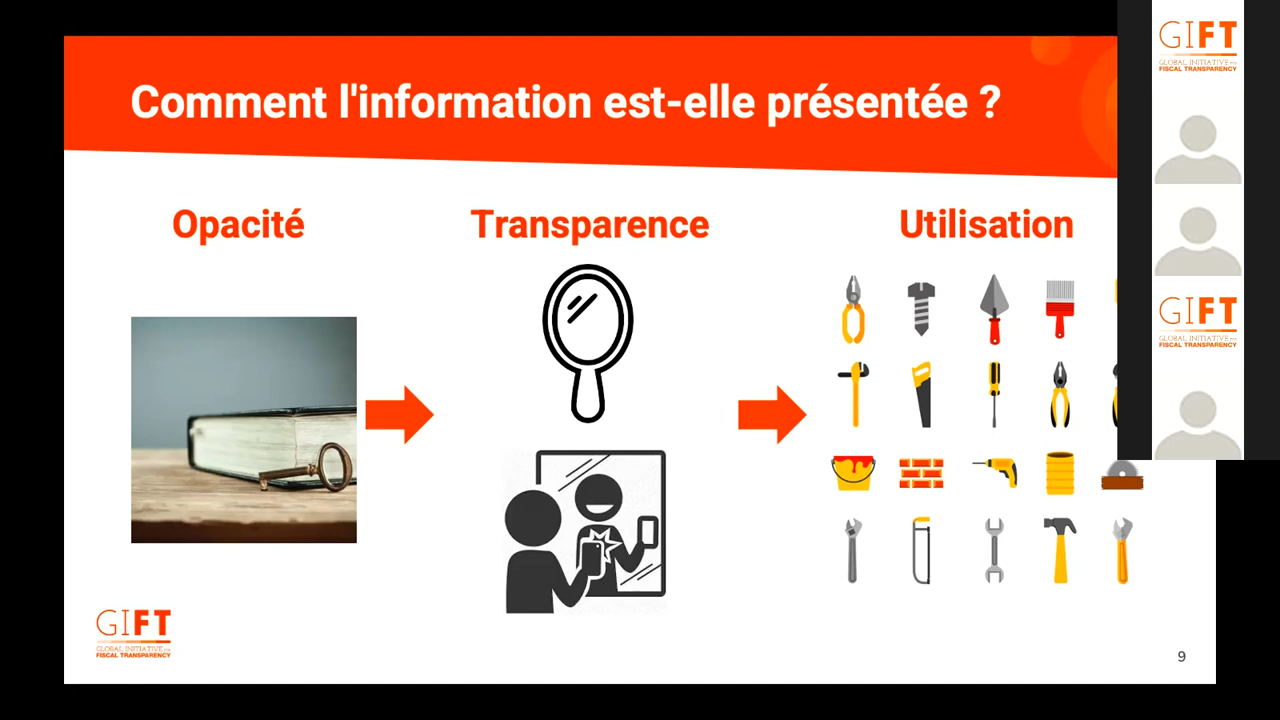 Comment l'information est-elle présentée ?
Opacité
Transparence
Utilisation
GIFT
GLOBAL INITIATIVE FOR
FISCAL TRANSPARENCY
9
GIFT
GLOBAL INITIATIVE FOR
FISCAL TRANSPARENCY
GIFT
GLOBAL INITIATIVE FOR
FISCAL TRANSPARENCY